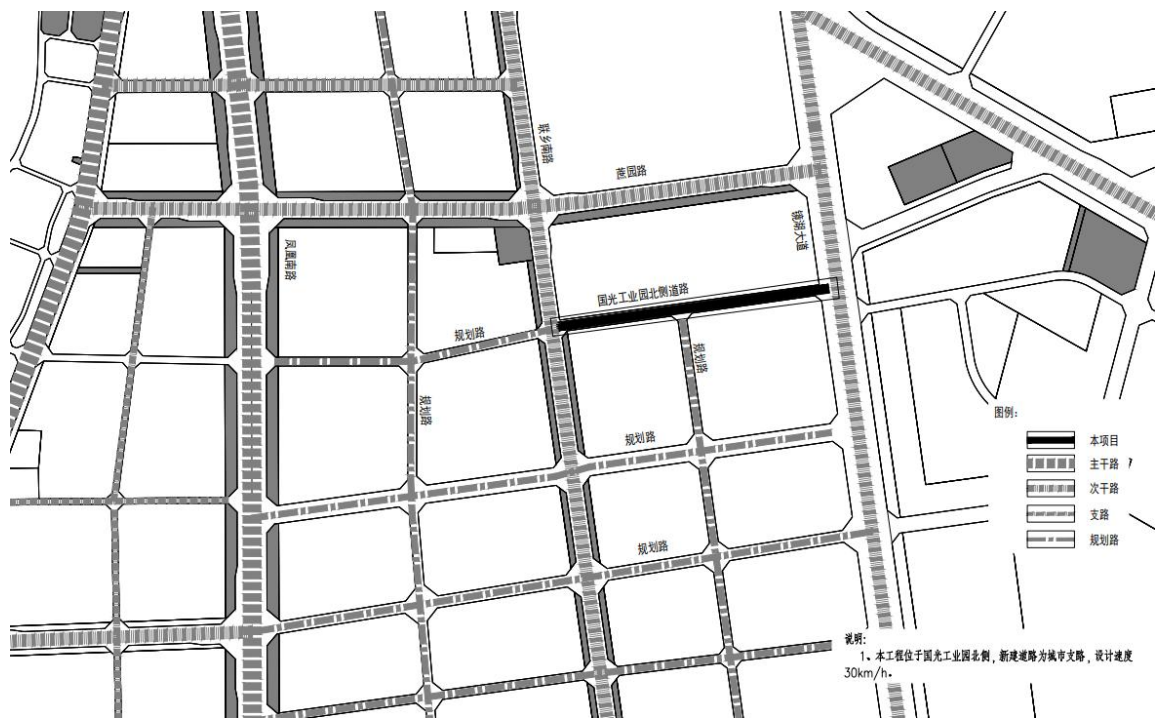 联乡南路
蔗园路
镜湖大道
凤凰南路
国光工业园北侧道路
规划路
规划路
规划路
规划路
规划路
图例：
本项目
主干路
次干路
支路
规划路
说明:
1、本工程位于国光工业园北侧，新建道路为城市支路，设计速度
30km/h。